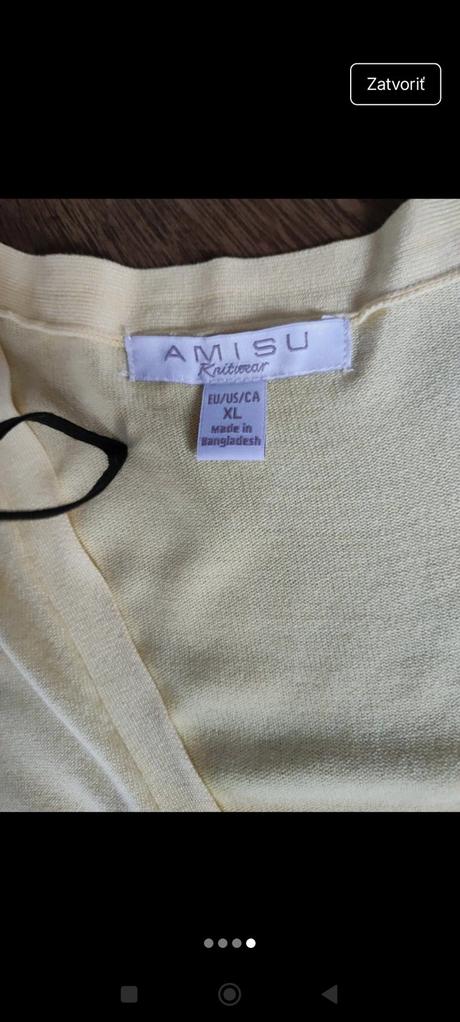 Zatvoriť
AMISU
Knitwear
EU/US/CA
XL
Made in
Bangladesh